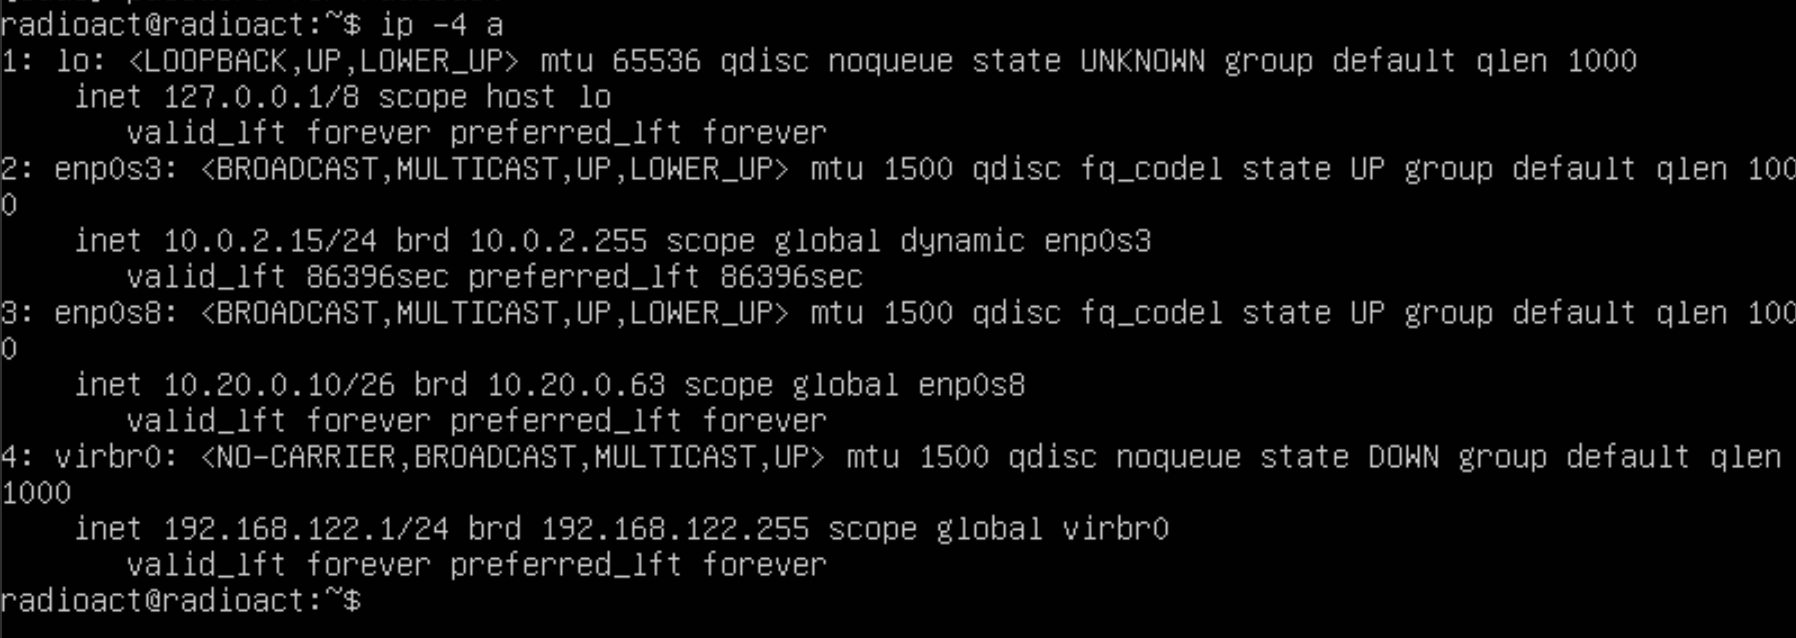 radioact@radioact:~$ ip -4 a
1: lo: <LOOPBACK,UP,LOWER_UP> mtu 65536 qdisc noqueue state UNKNOWN group default qlen 1000
    inet 127.0.0.1/8 scope host lo
       valid_lft forever preferred_lft forever
2: enp0s3: <BROADCAST,MULTICAST,UP,LOWER_UP> mtu 1500 qdisc fq_codel state UP group default qlen 100
0
    inet 10.0.2.15/24 brd 10.0.2.255 scope global dynamic enp0s3
       valid_lft 86396sec preferred_lft 86396sec
3: enp0s8: <BROADCAST,MULTICAST,UP,LOWER_UP> mtu 1500 qdisc fq_codel state UP group default qlen 100
0
    inet 10.20.0.10/26 brd 10.20.0.63 scope global enp0s8
       valid_lft forever preferred_lft forever
4: virbr0: <NO-CARRIER,BROADCAST,MULTICAST,UP> mtu 1500 qdisc noqueue state DOWN group default qlen
1000
    inet 192.168.122.1/24 brd 192.168.122.255 scope global virbr0
       valid_lft forever preferred_lft forever
radioact@radioact:~$